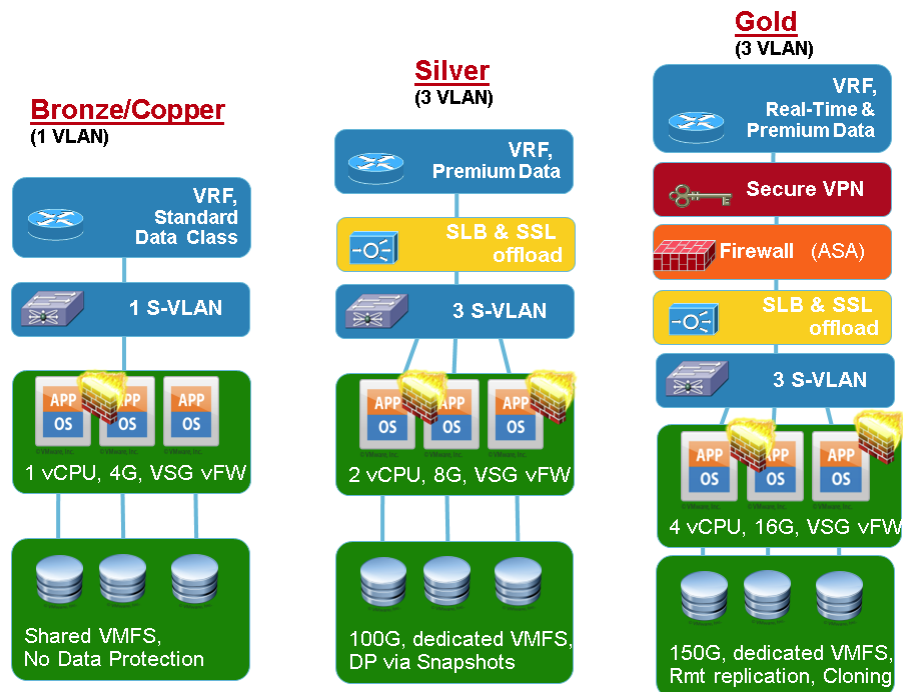 Bronze/Copper
(1 VLAN)
VRF,
Standard
Data Class
1 S-VLAN
APP
OS
APP
OS
APP
OS
©VMware, Inc.
1 vCPU, 4G, VSG vFW
Shared VMFS,
No Data Protection
Silver
(3 VLAN)
VRF,
Premium Data
SLB & SSL
offload
3 S-VLAN
APP
OS
APP
OS
APP
OS
2 vCPU, 8G, VSG vFW
100G, dedicated VMFS,
DP via Snapshots
Gold
(3 VLAN)
VRF,
Real-Time &
Premium Data
Secure VPN
Firewall (ASA)
SLB & SSL
offload
3 S-VLAN
APP
OS
APP
OS
APP
OS
©VMware, Inc.
4 vCPU, 16G, VSG vFW
150G, dedicated VMFS,
Rmt replication, Cloning